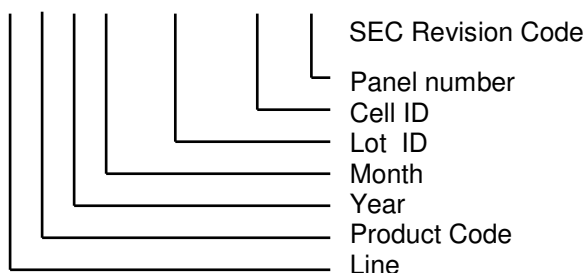 SEC Revision Code
Panel number
Cell ID
Lot  ID
Month
Year
Product Code
Line